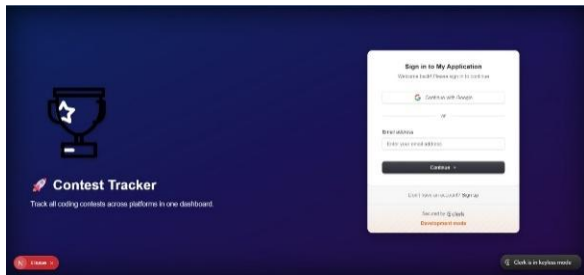 🚀 Contest Tracker
Track all coding contests across platforms in one dashboard.
Sign in to My Application
Welcome back! Please sign in to continue
Continue with Google
or
Email address
Enter your email address
Continue
Don't have an account? Sign up
Secured by clerk
Development mode
1 Issue
Clerk is in keyless mode